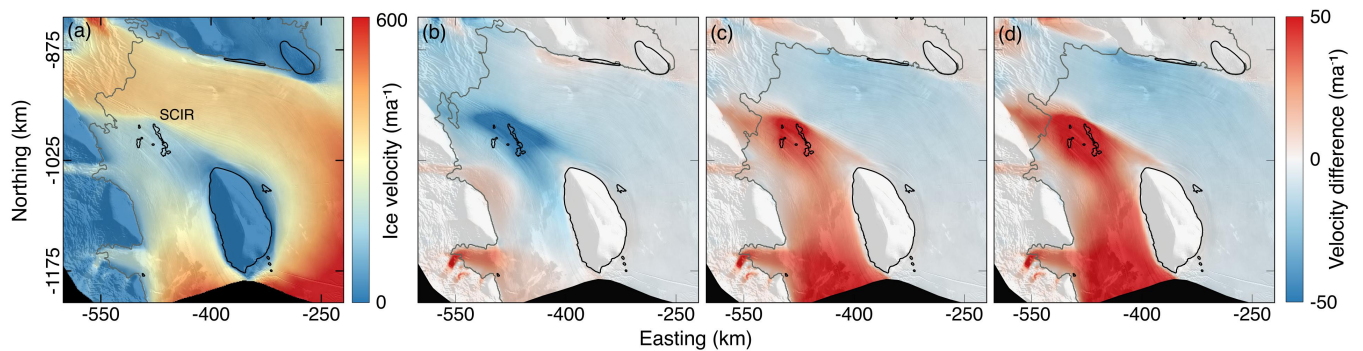 (a)
(b)
(c)
(d)
SCIR
Northing (km)
-875
-1025
-1175
600
0
Ice velocity (ma⁻¹)
50
0
-50
Velocity difference (ma⁻¹)
-550
-400
-250
-550
-400
-250
-550
-400
-250
-550
-400
-250
Easting (km)